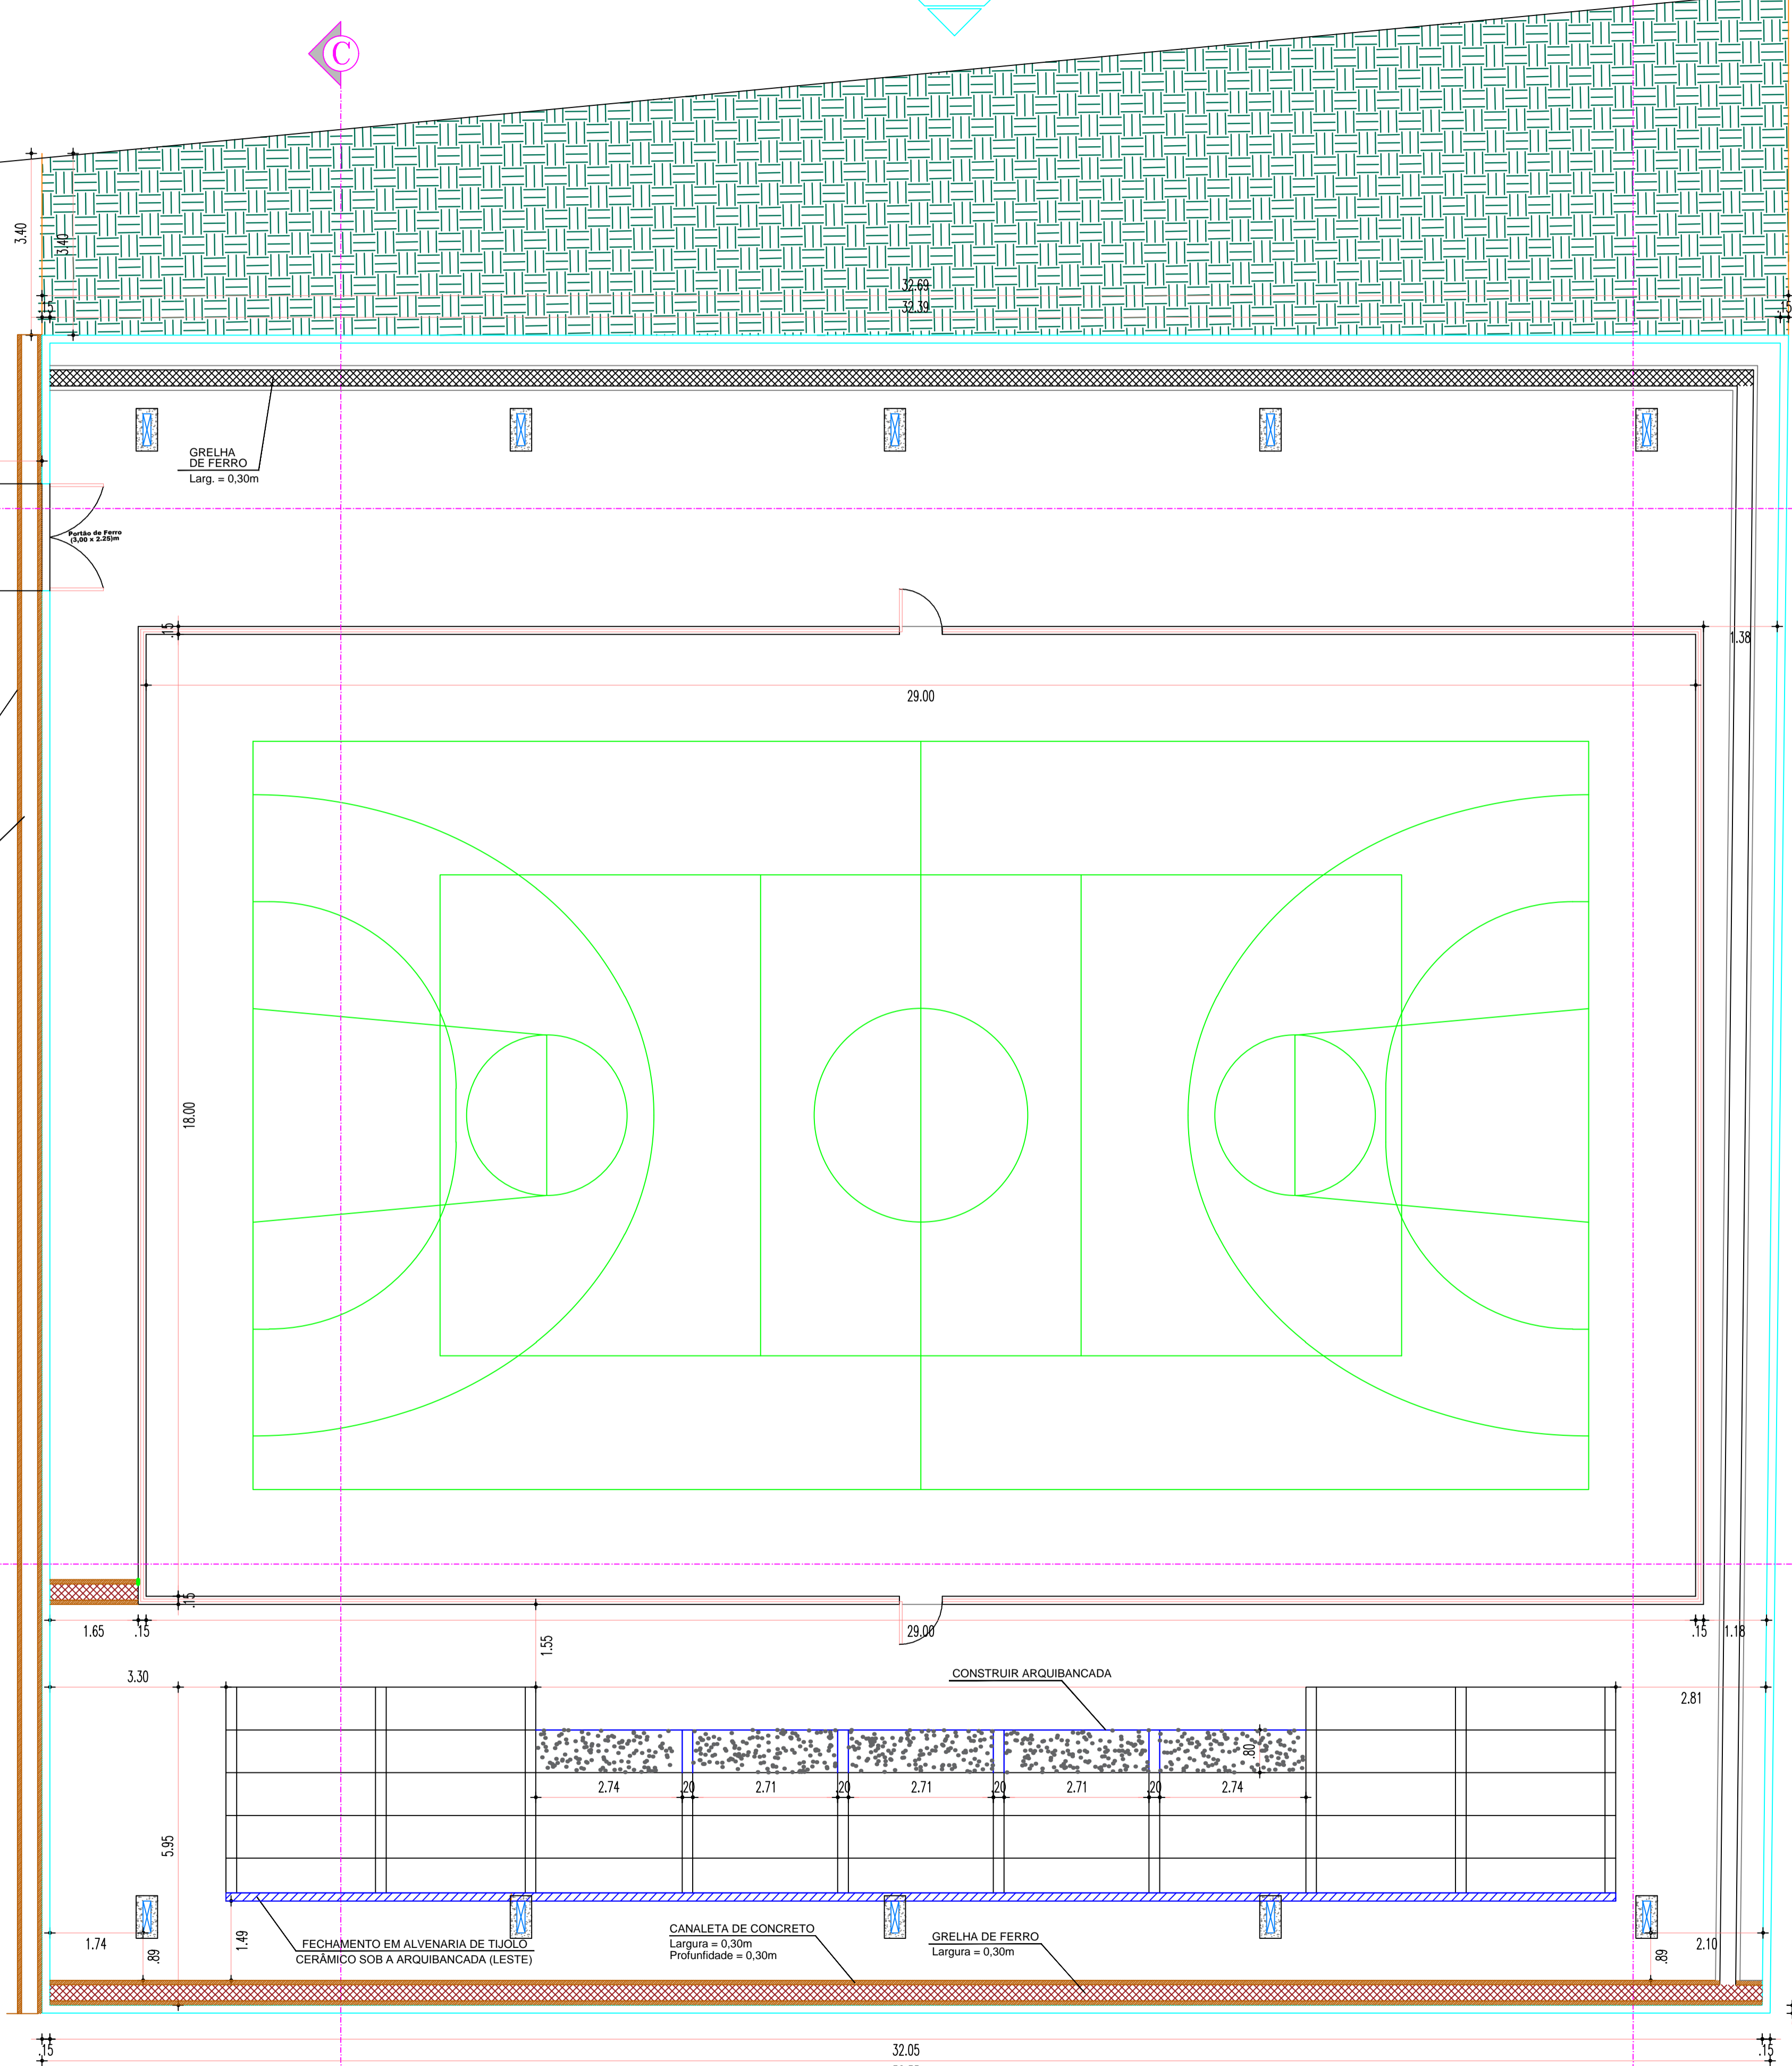 C
3.40
3.40
32.69
32.39
.15
.15
GRELHA
DE FERRO
Larg. = 0,30m
Portão de Ferro
(3,00 x 2.25)m
.15
1.38
29.00
18.00
.15
1.65
.15
29.00
.15
1.18
1.55
3.30
CONSTRUIR ARQUIBANCADA
2.81
.80
2.74
.20
2.71
.20
2.71
.20
2.71
.20
2.74
5.95
1.74
.89
1.49
FECHAMENTO EM ALVENARIA DE TIJOLO
CERÂMICO SOB A ARQUIBANCADA (LESTE)
CANALETA DE CONCRETO
Largura = 0,30m
Profunfidade = 0,30m
GRELHA DE FERRO
Largura = 0,30m
.89
2.10
.15
32.05
.15